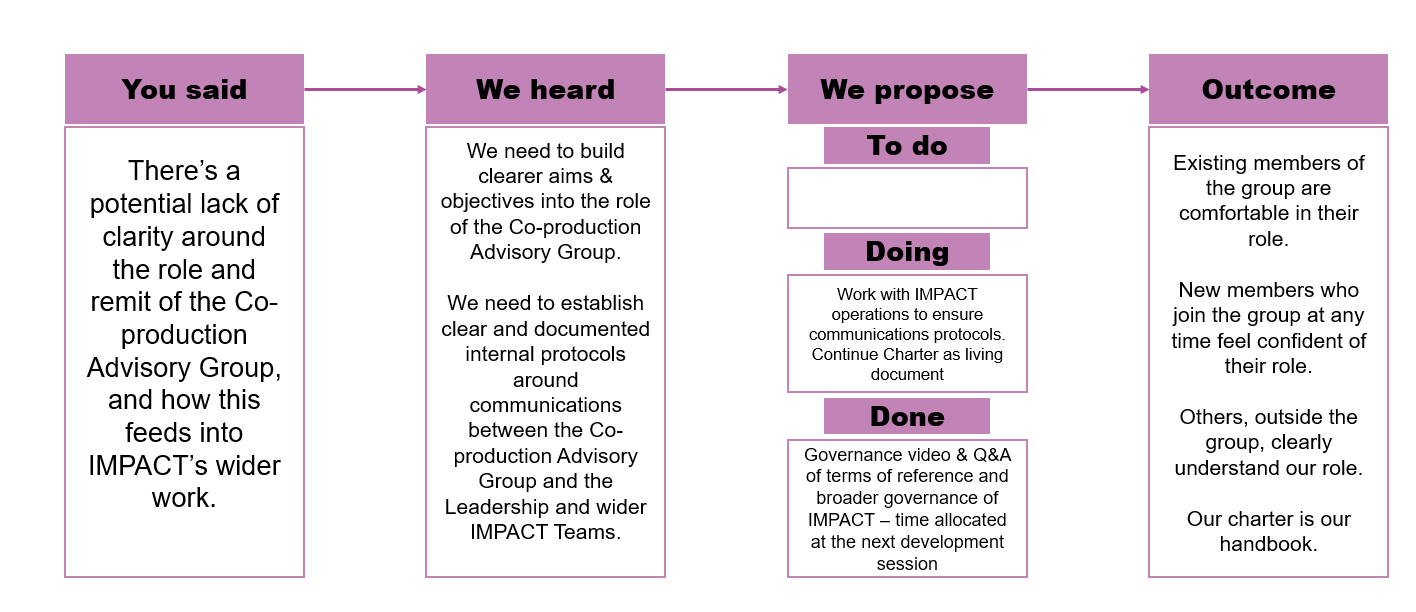 You said
There’s a
potential lack of
clarity around
the role and
remit of the Co-
production
Advisory Group,
and how this
feeds into
IMPACT’s wider
work.
We heard
We need to build
clearer aims &
objectives into the role
of the Co-production
Advisory Group.
We need to establish
clear and documented
internal protocols
around
communications
between the Co-
production Advisory
Group and the
Leadership and wider
IMPACT Teams.
We propose
To do
Doing
Work with IMPACT
operations to ensure
communications protocols.
Continue Charter as living
document
Done
Governance video & Q&A
of terms of reference and
broader governance of
IMPACT – time allocated
at the next development
session
Outcome
Existing members of
the group are
comfortable in their
role.
New members who
join the group at any
time feel confident of
their role.
Others, outside the
group, clearly
understand our role.
Our charter is our
handbook.